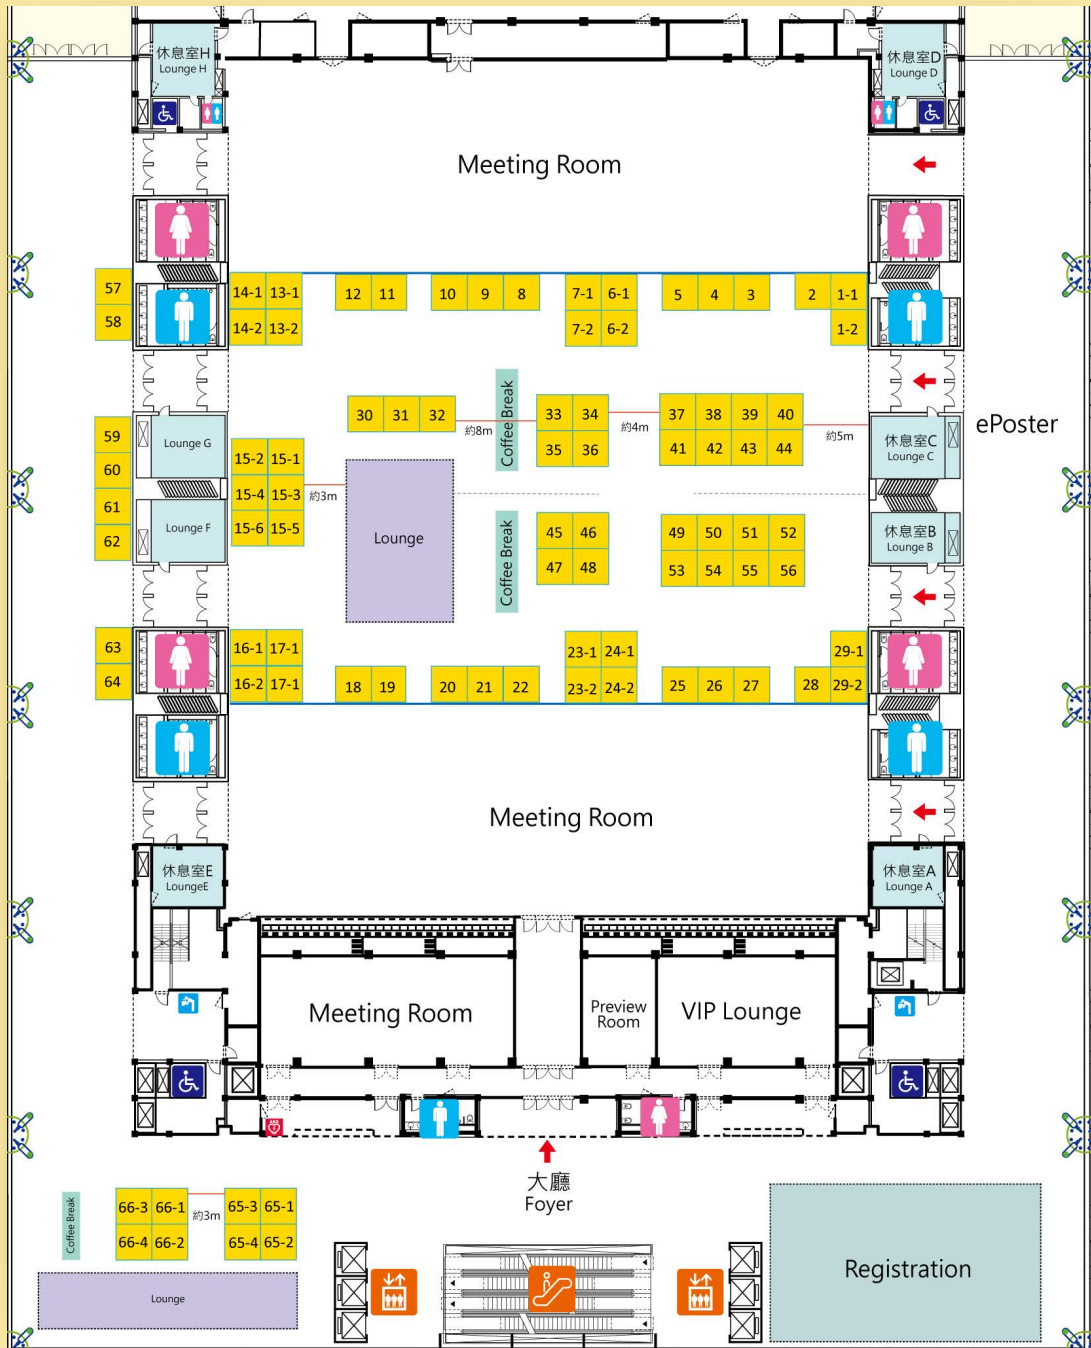 休息室H
Lounge H
休息室D
Lounge D
Meeting Room
57
58
14-1
13-1
14-2
13-2
12
11
10
9
8
7-1
6-1
7-2
6-2
5
4
3
2
1-1
1-2
30
31
32
約8m
Coffee Break
33
34
35
36
約4m
37
38
39
40
41
42
43
44
約5m
休息室C
Lounge C
ePoster
59
60
61
62
Lounge G
Lounge F
15-2
15-1
15-4
15-3
15-6
15-5
約3m
Lounge
Coffee Break
45
46
47
48
49
50
51
52
53
54
55
56
休息室B
Lounge B
63
64
16-1
17-1
16-2
17-1
18
19
20
21
22
23-1
24-1
23-2
24-2
25
26
27
28
29-1
29-2
Meeting Room
休息室E
LoungeE
休息室A
Lounge A
Meeting Room
Preview
Room
VIP Lounge
AED
大廳
Foyer
Coffee Break
66-3
66-1
66-4
66-2
約3m
65-3
65-1
65-4
65-2
Lounge
Registration